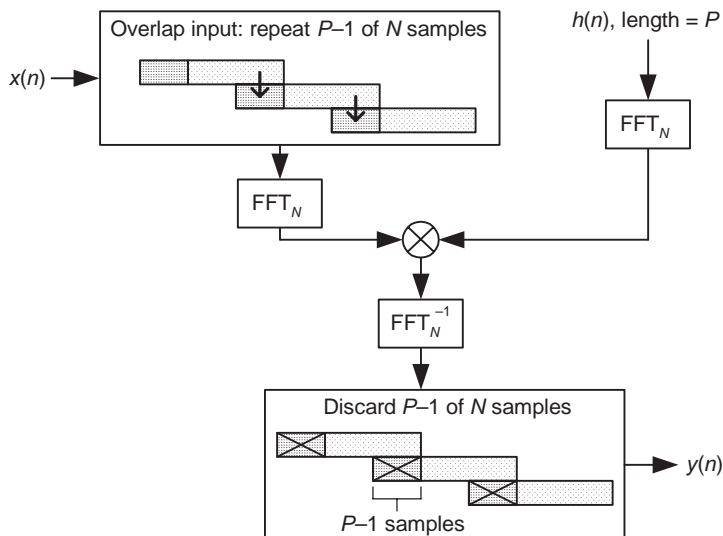 Overlap input: repeat P–1 of N samples
h(n), length = P
x(n)
FFT_N
FFT_N
FFT_N^–1
Discard P–1 of N samples
y(n)
P–1 samples